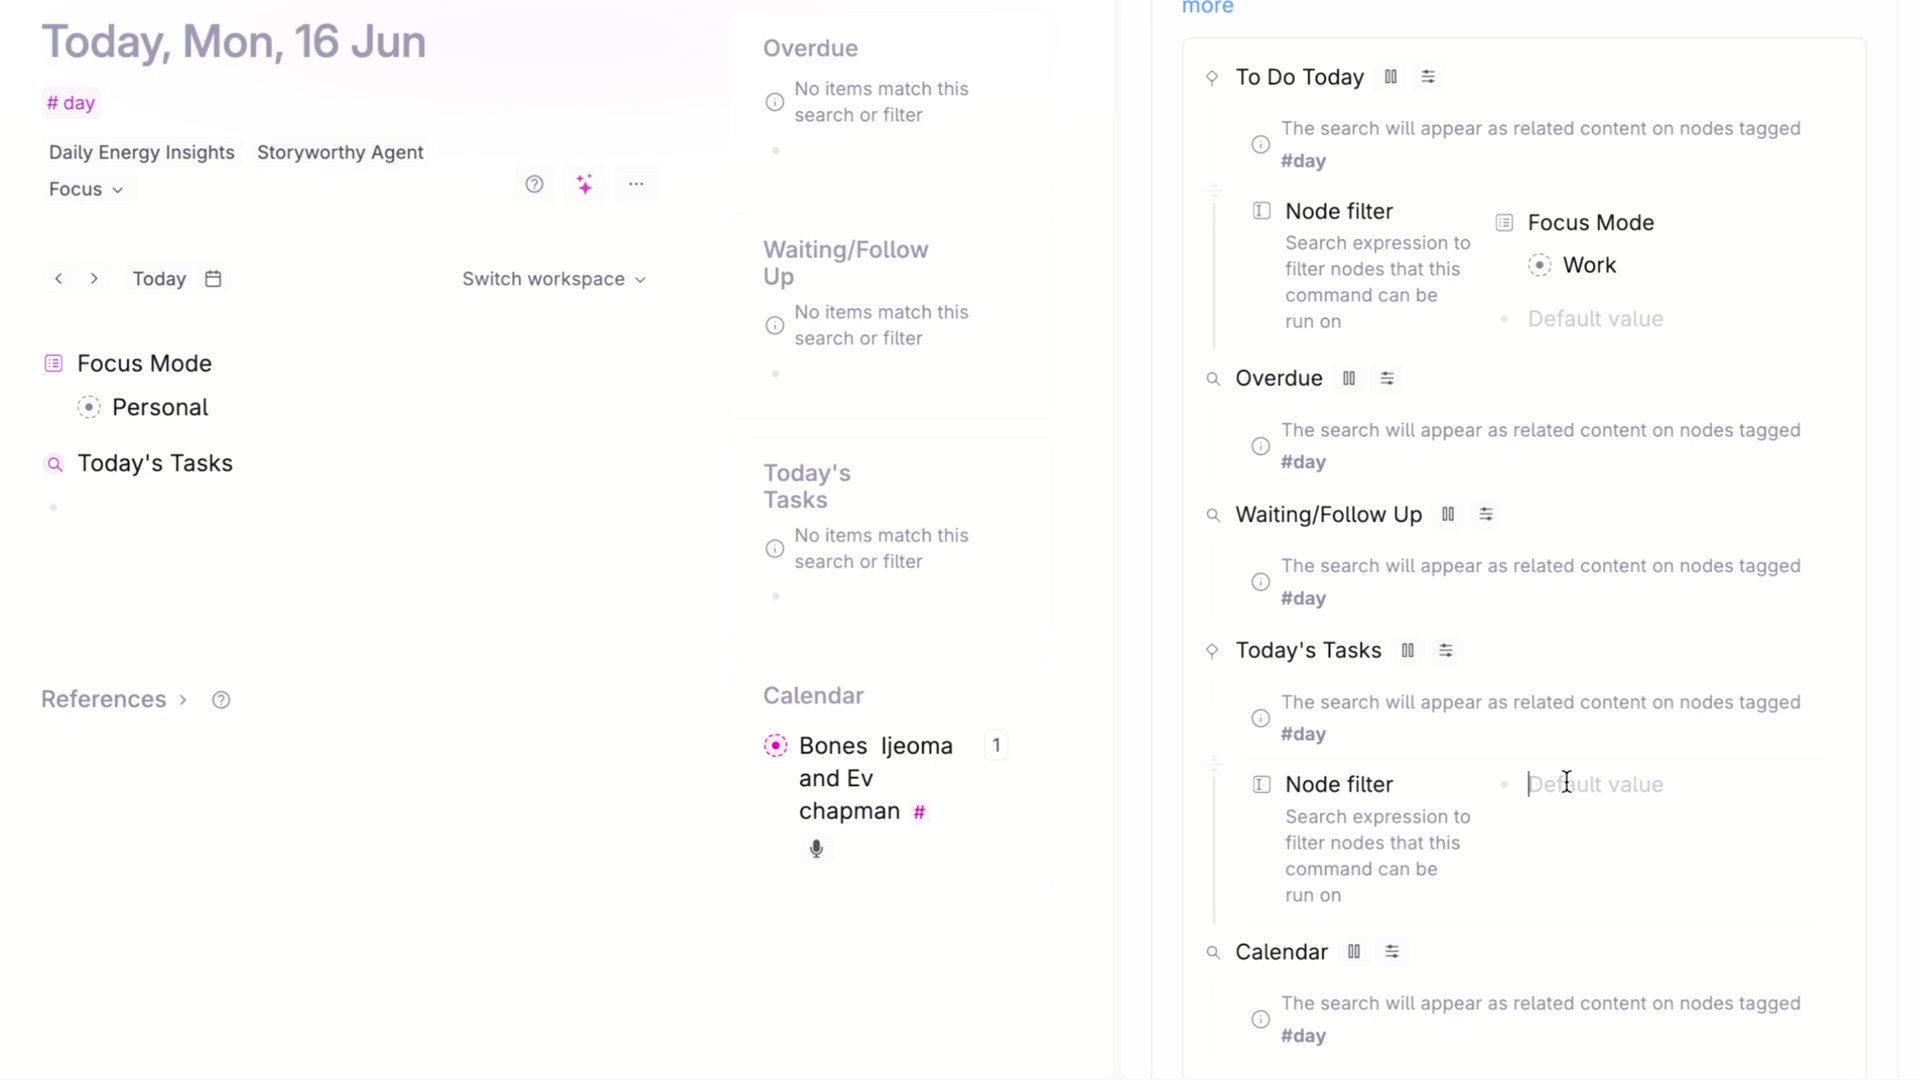 Today, Mon, 16 Jun
# day
Daily Energy Insights Storyworthy Agent
Focus
Today
Switch workspace
Focus Mode
Personal
Today's Tasks
References
Overdue
No items match this
search or filter
Waiting/Follow
Up
No items match this
search or filter
Today's
Tasks
No items match this
search or filter
Calendar
Bones Ijeoma 1
and Ev
chapman #
more
To Do Today
The search will appear as related content on nodes tagged
#day
Node filter
Search expression to
filter nodes that this
command can be
run on
Focus Mode
Work
Default value
Overdue
The search will appear as related content on nodes tagged
#day
Waiting/Follow Up
The search will appear as related content on nodes tagged
#day
Today's Tasks
The search will appear as related content on nodes tagged
#day
Node filter
Search expression to
filter nodes that this
command can be
run on
Default value
Calendar
The search will appear as related content on nodes tagged
#day